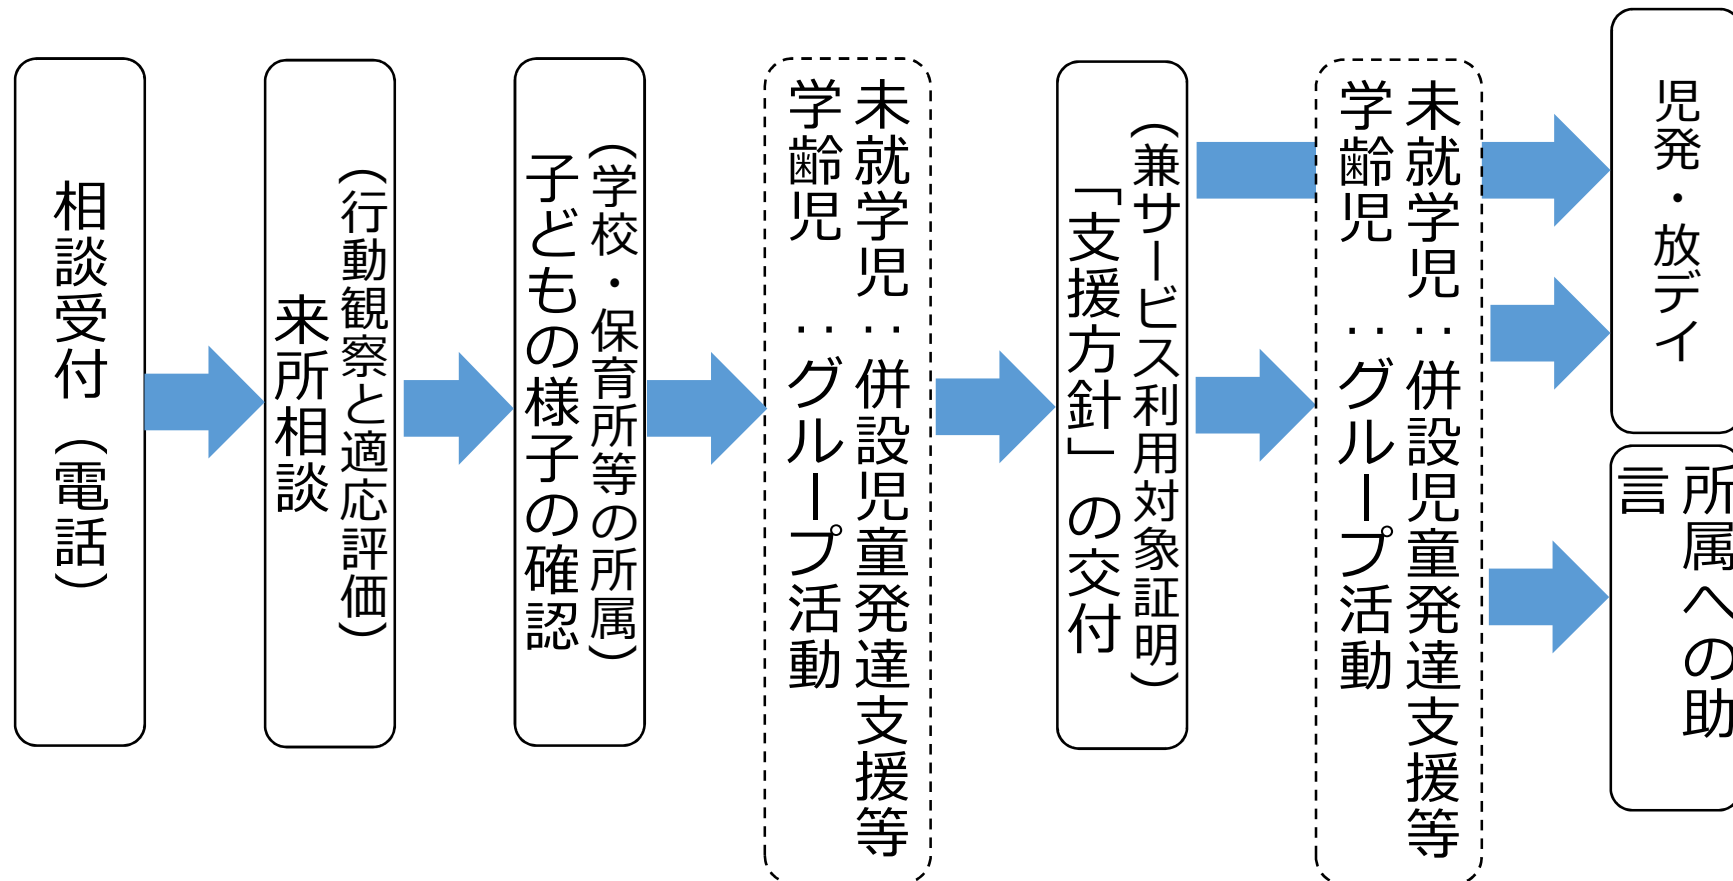 相談受付（電話）
（行動観察と適応評価）
来所相談
（学校・保育所等の所属）
子どもの様子の確認
未就学児：併設児童発達支援等
学齢児　：グループ活動
（兼サービス利用対象証明）
「支援方針」の交付
未就学児：併設児童発達支援等
学齢児　：グループ活動
児発・放デイ
所属への助
言